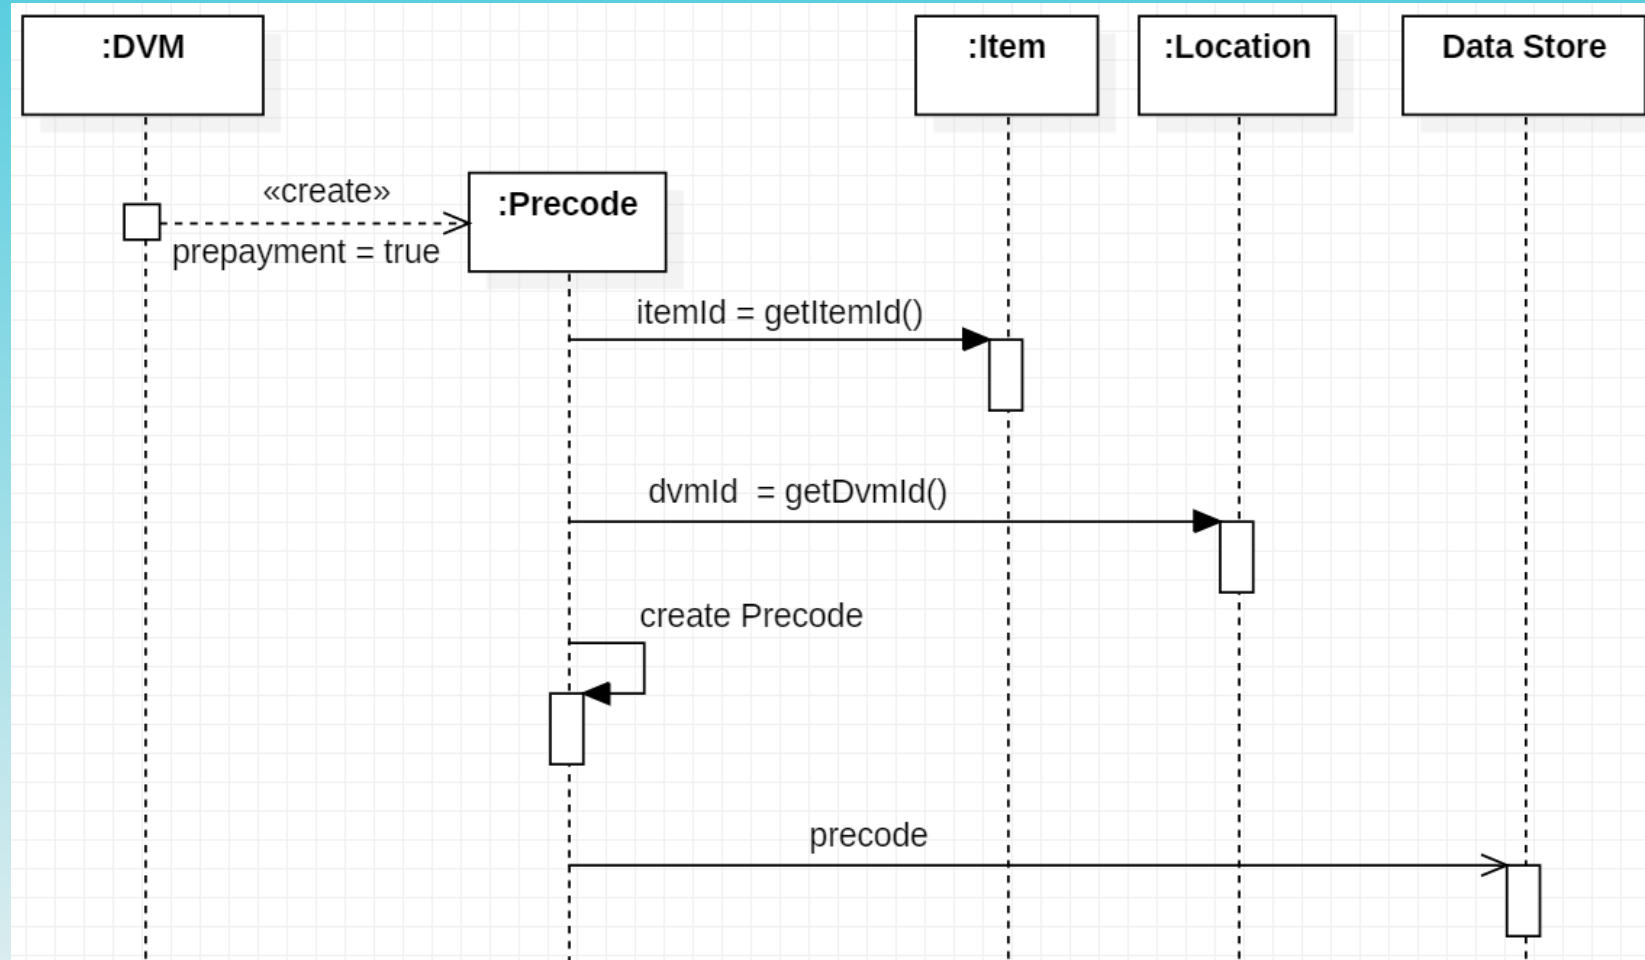 :DVM
:Item
:Location
Data Store
«create»
:Precode
prepayment = true
itemId = getItemId()
dvmId  = getDvmId()
create Precode
precode